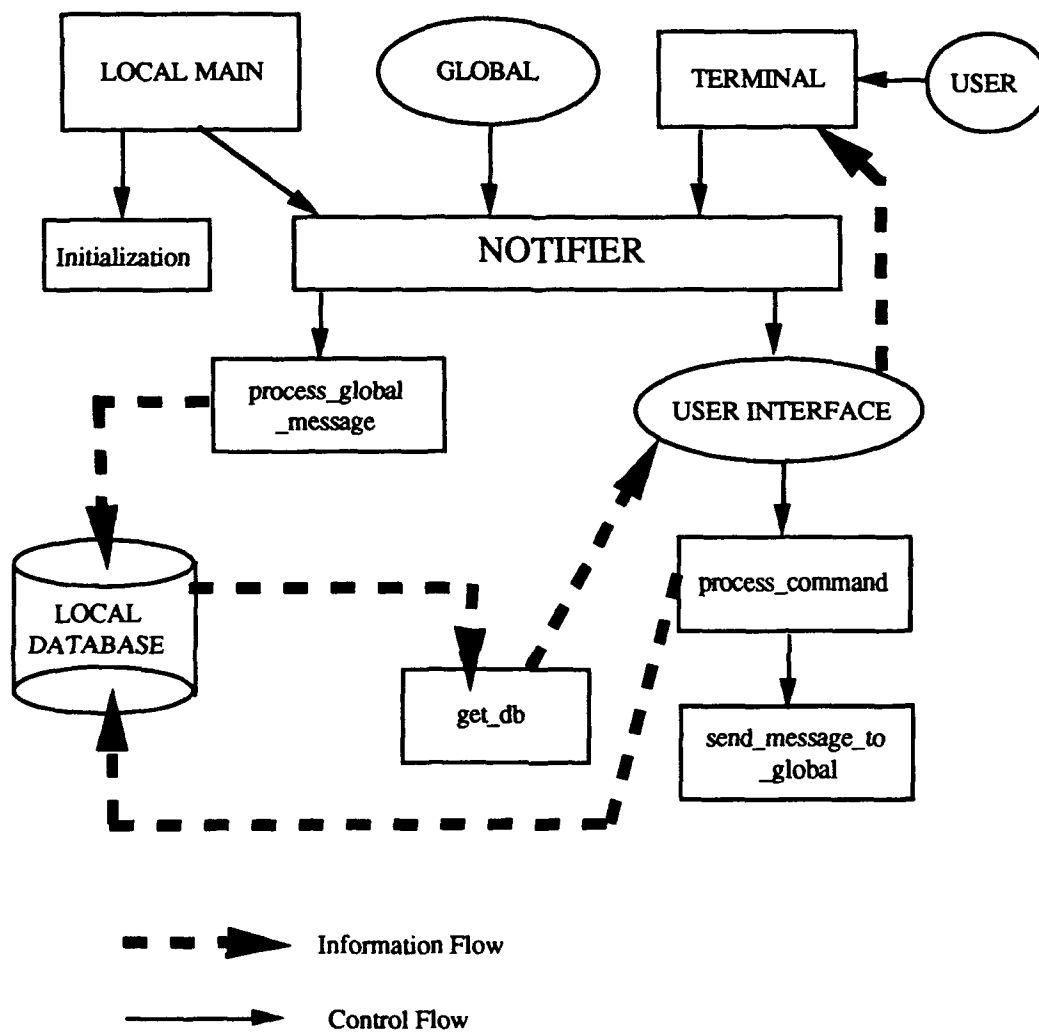 LOCAL MAIN
GLOBAL
TERMINAL
USER
Initialization
NOTIFIER
process_global
_message
USER INTERFACE
LOCAL
DATABASE
process_command
get_db
send_message_to
_global
Information Flow
Control Flow